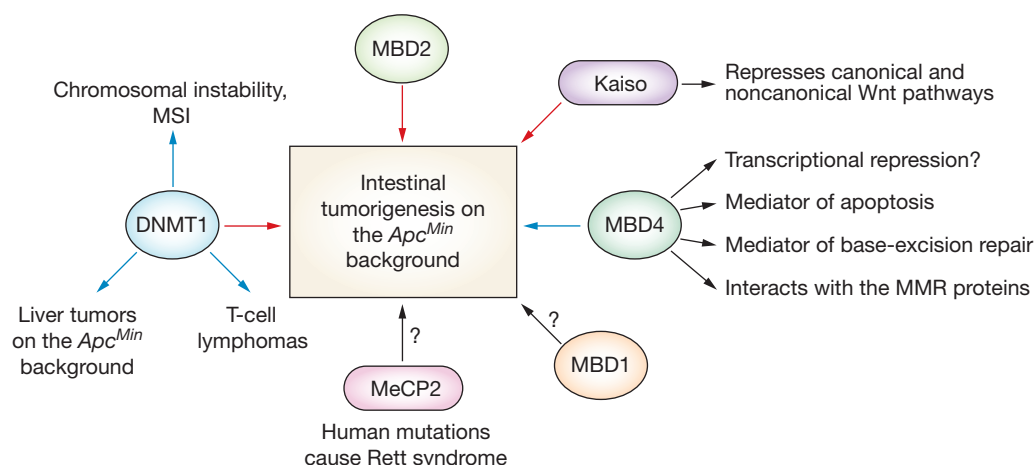 MBD2
Kaiso
Represses canonical and
noncanonical Wnt pathways
Chromosomal instability,
MSI
DNMT1
Intestinal
tumorigenesis on
the ApcMin
background
MBD4
Transcriptional repression?
Mediator of apoptosis
Mediator of base-excision repair
Interacts with the MMR proteins
Liver tumors
on the ApcMin
background
T-cell
lymphomas
?
?
MBD1
MeCP2
Human mutations
cause Rett syndrome